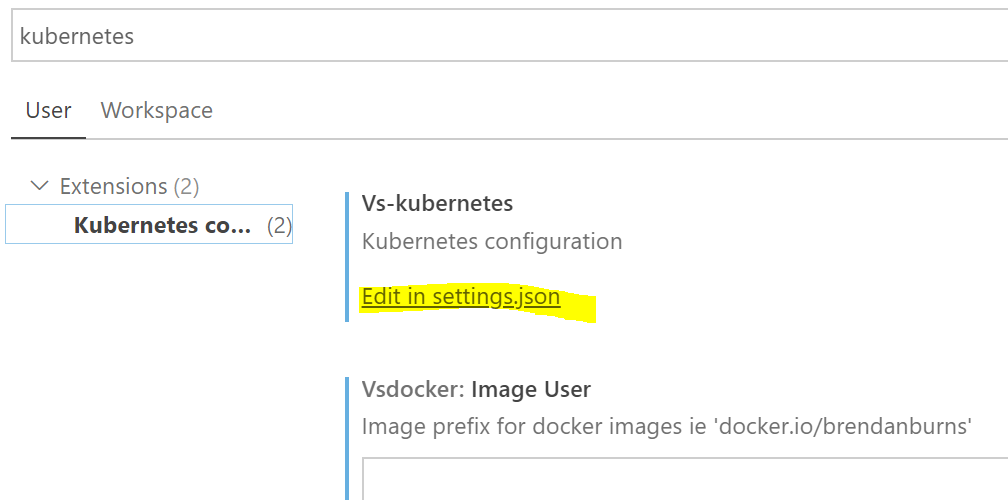 kubernetes
User Workspace
Extensions (2)
Kubernetes co... (2)
Vs-kubernetes
Kubernetes configuration
Edit in settings.json
Vsdocker: Image User
Image prefix for docker images ie 'docker.io/brendanburns'